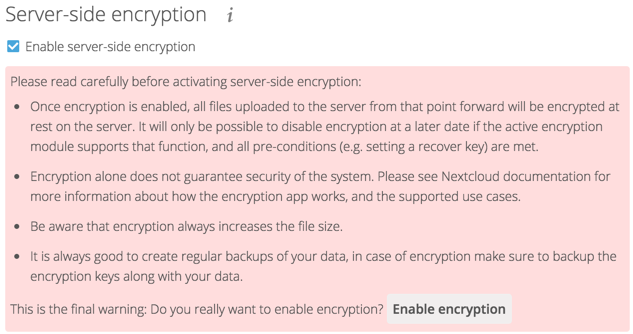 Server-side encryption i
Enable server-side encryption
Please read carefully before activating server-side encryption:
• Once encryption is enabled, all files uploaded to the server from that point forward will be encrypted at
rest on the server. It will only be possible to disable encryption at a later date if the active encryption
module supports that function, and all pre-conditions (e.g. setting a recover key) are met.
• Encryption alone does not guarantee security of the system. Please see Nextcloud documentation for
more information about how the encryption app works, and the supported use cases.
• Be aware that encryption always increases the file size.
• It is always good to create regular backups of your data, in case of encryption make sure to backup the
encryption keys along with your data.
This is the final warning: Do you really want to enable encryption? Enable encryption